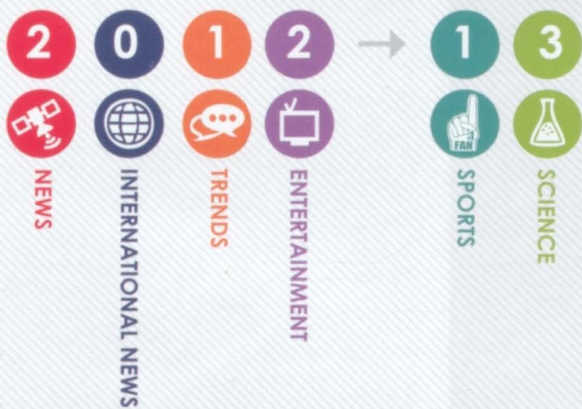 2 0 1 2 → 1 3
FAN
NEWS
INTERNATIONAL NEWS
TRENDS
ENTERTAINMENT
SPORTS
SCIENCE